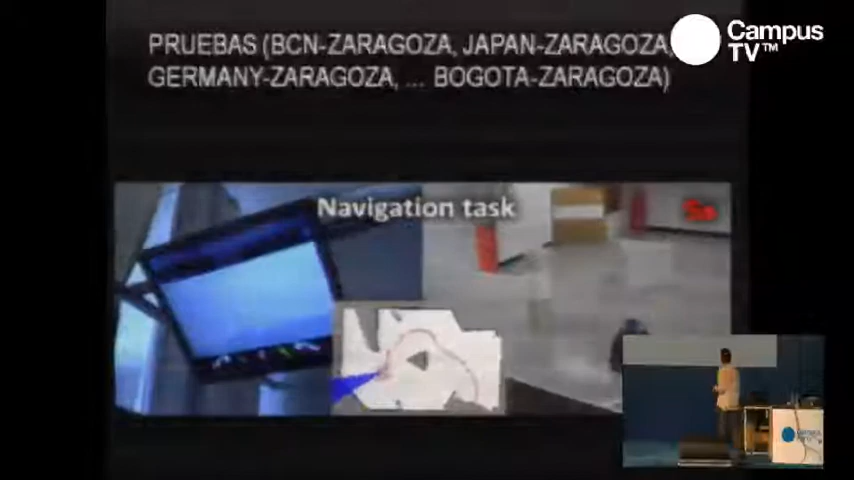 PRUEBAS (BCN-ZARAGOZA, JAPAN-ZARAGOZA,
GERMANY-ZARAGOZA, ... BOGOTA-ZARAGOZA)
Campus
TV™
Navigation task